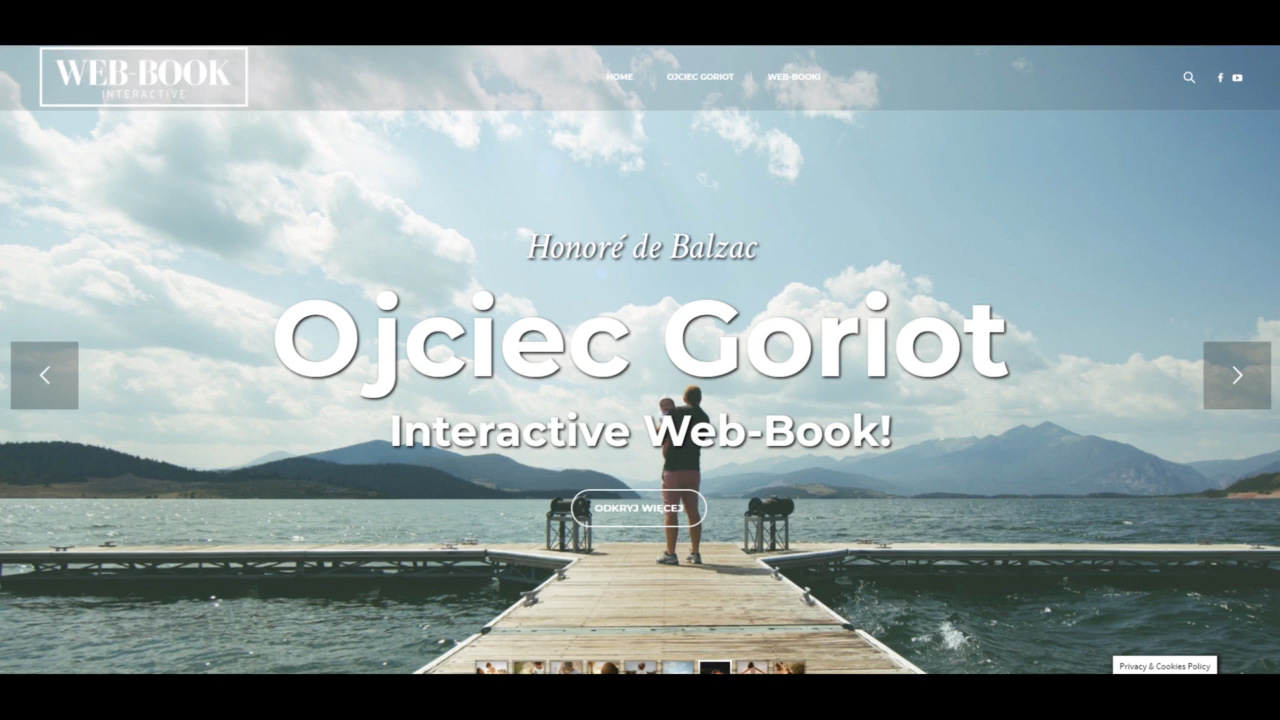 WEB-BOOK
INTERACTIVE
HOME OJCIEC GORIOT WEB-BOOKI
Honoré de Balzac
Ojciec Goriot
Interactive Web-Book!
ODKRYJ WIĘCEJ
Privacy & Cookies Policy